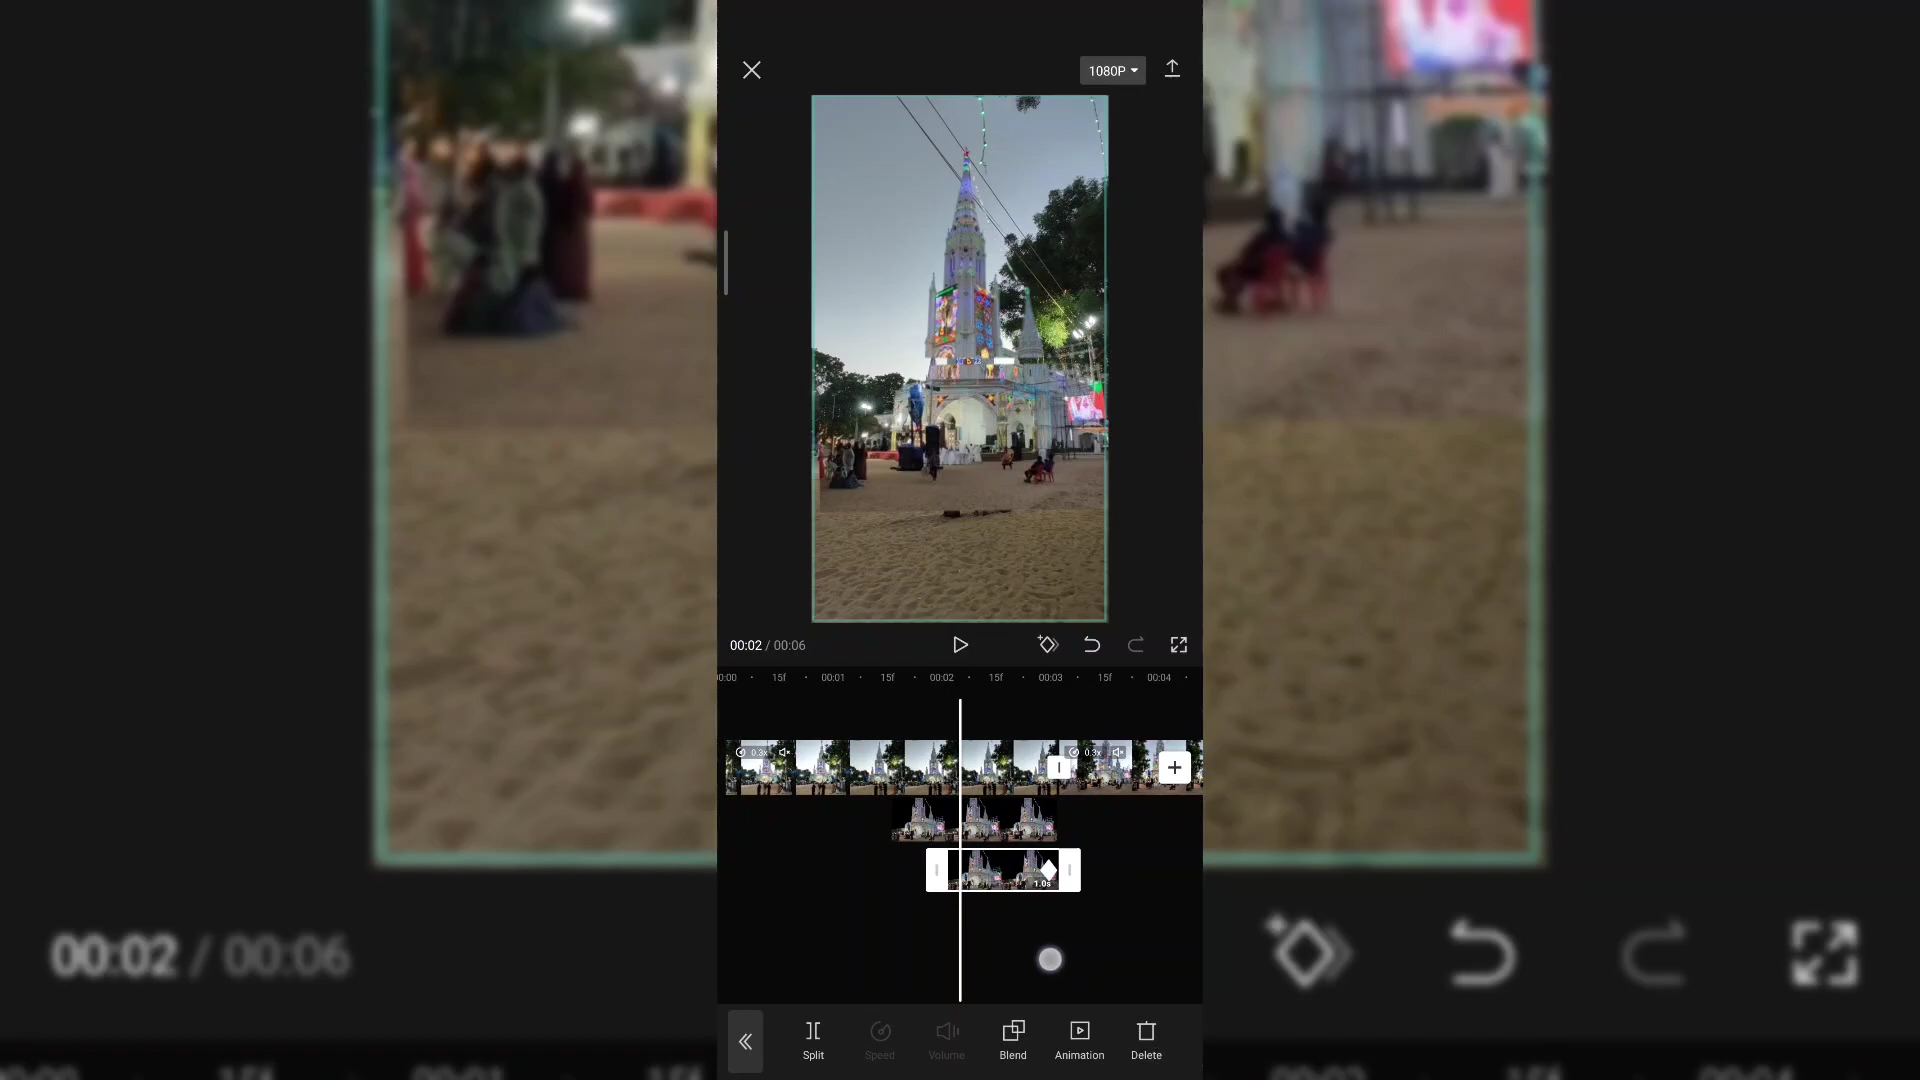 1080P
00:02 / 00:06
00:00 15f 00:01 15f 00:02 15f 00:03 15f 00:04
0.3x 0.3x
1.0s
00:02 / 00:06
Split Speed Volume Blend Animation Delete